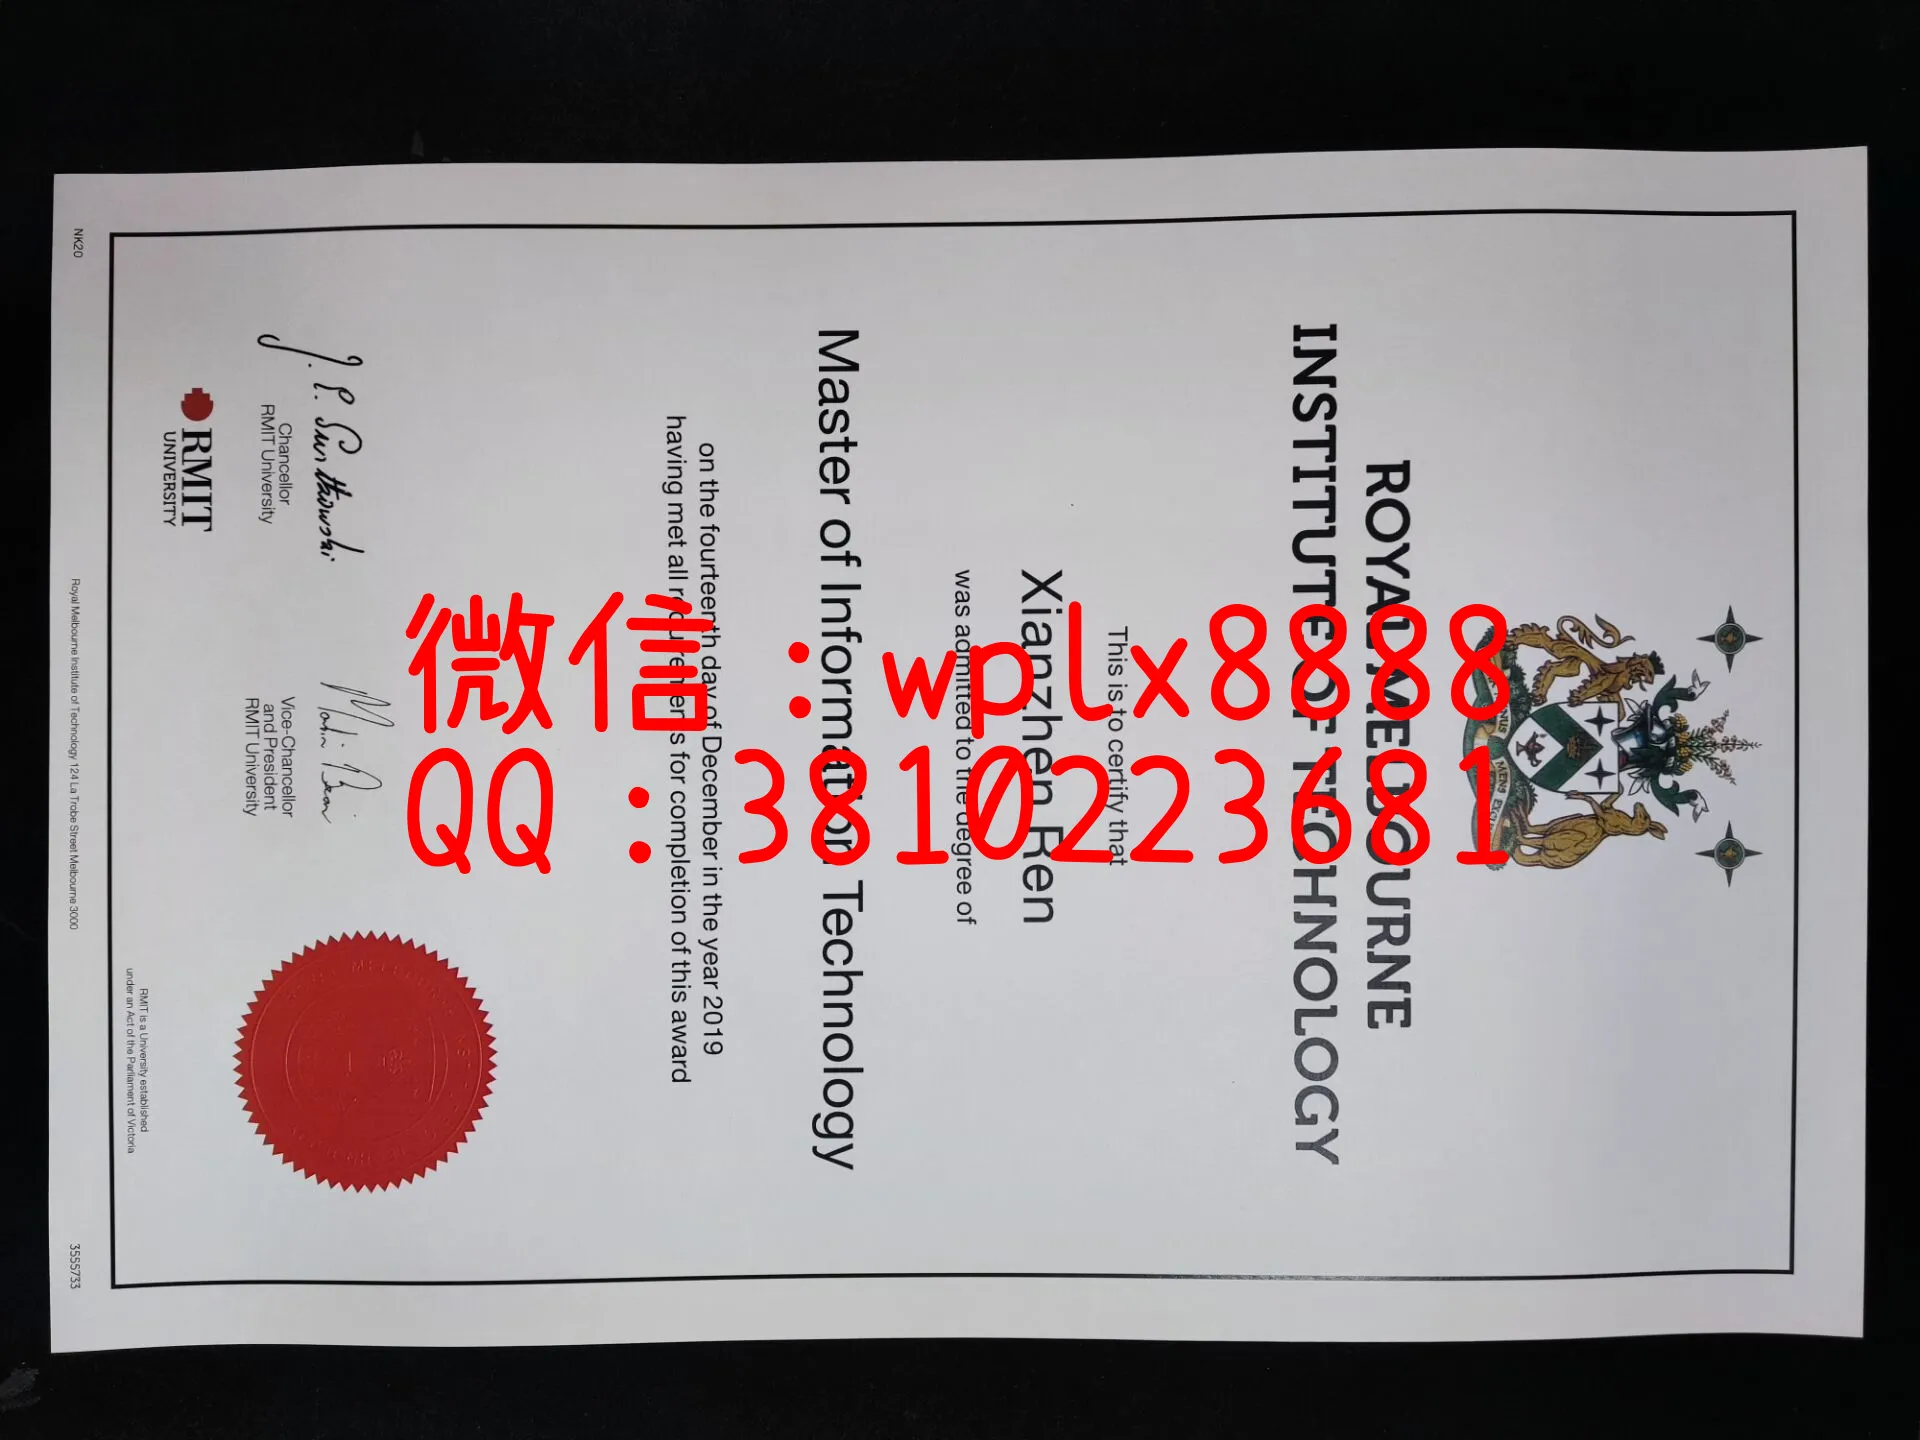 ROYAL MELBOURNE
INSTITUTE OF TECHNOLOGY
This is to certify that
Xianzhen Ren
was admitted to the degree of
Master of Information Technology
on the fourteenth day of December in the year 2019
having met all requirements for completion of this award
Chancellor
RMIT University
Vice-Chancellor
and President
RMIT University
RMIT
UNIVERSITY
RMIT is a University established
under an Act of the Parliament of Victoria
NK20
Royal Melbourne Institute of Technology 124 La Trobe Street Melbourne 3000
3555733
微信：wplx8888
QQ：3810223681